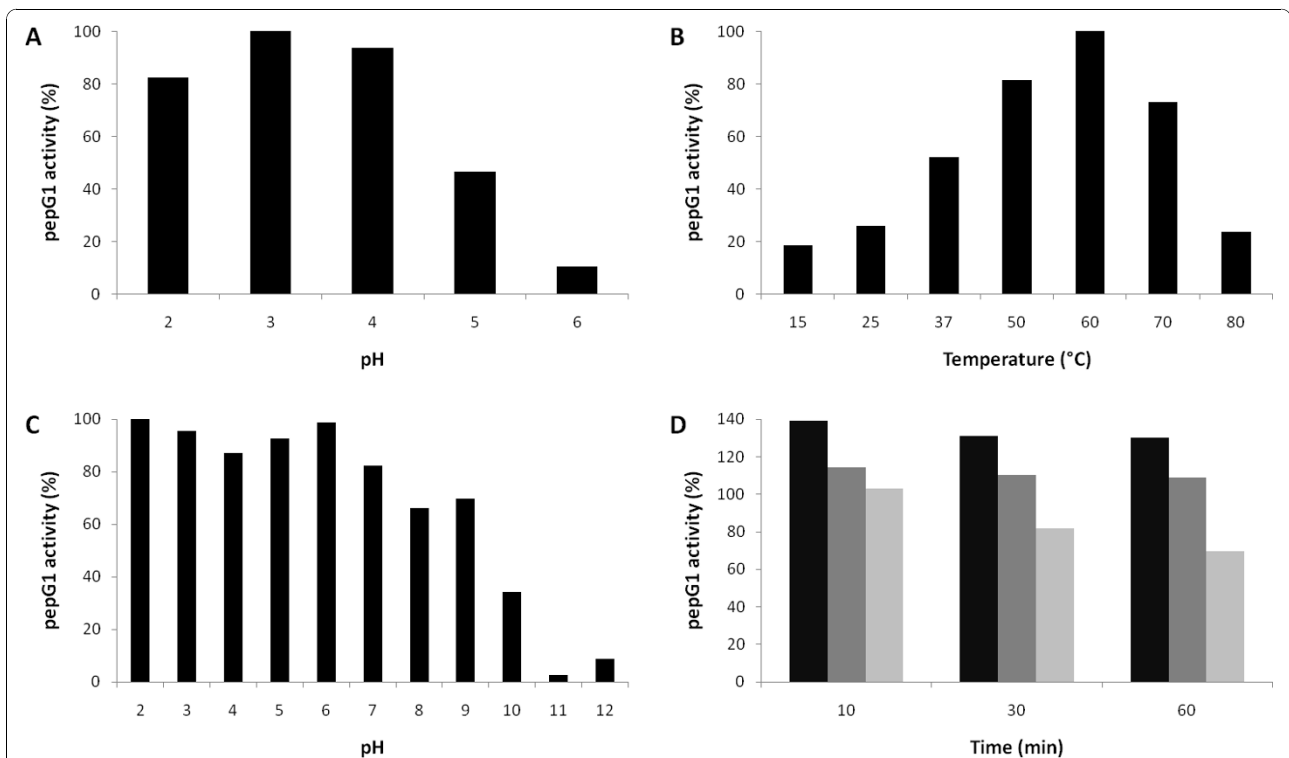 A
pepG1 activity (%)
100
80
60
40
20
0
2 3 4 5 6
pH
B
pepG1 activity (%)
100
80
60
40
20
0
15 25 37 50 60 70 80
Temperature (°C)
C
pepG1 activity (%)
100
80
60
40
20
0
2 3 4 5 6 7 8 9 10 11 12
pH
D
pepG1 activity (%)
140
120
100
80
60
40
20
0
10 30 60
Time (min)